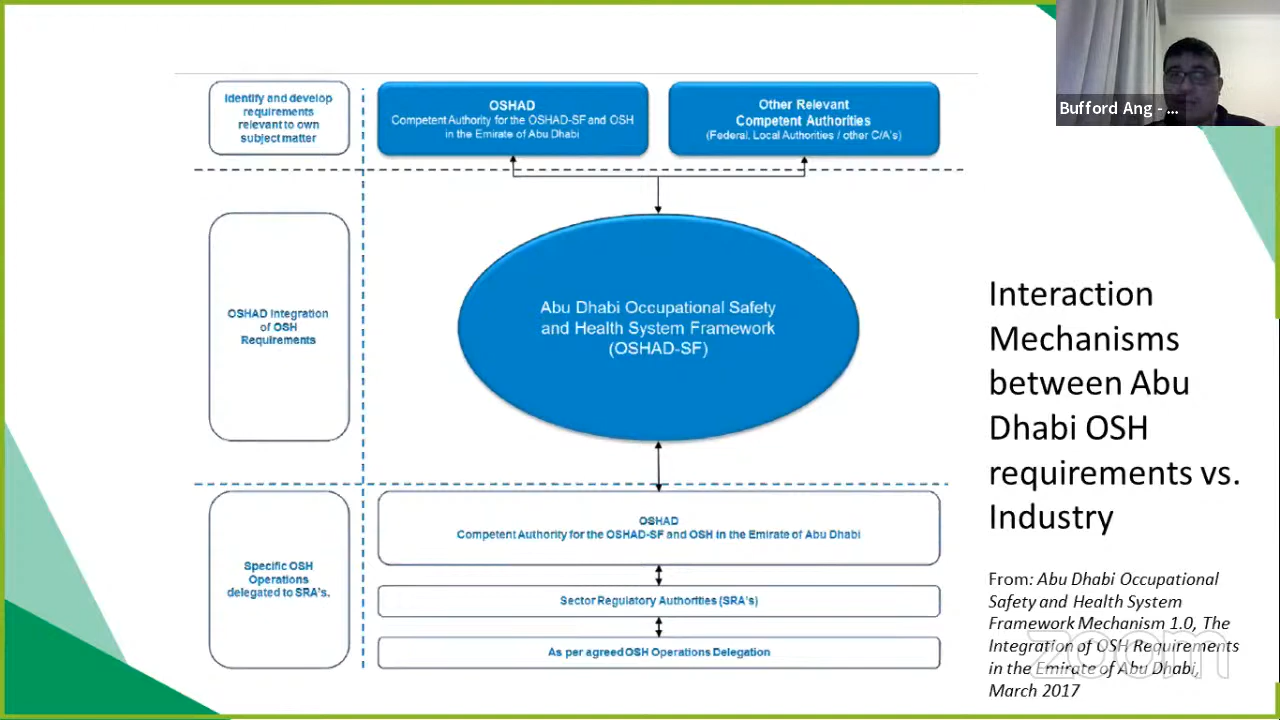 Bufford Ang - ...
Identify and develop
requirements
relevant to own
subject matter
OSHAD
Competent Authority for the OSHAD-SF and OSH
in the Emirate of Abu Dhabi
Other Relevant
Competent Authorities
(Federal, Local Authorities / other C/A's)
OSHAD Integration
of OSH
Requirements
Abu Dhabi Occupational Safety
and Health System Framework
(OSHAD-SF)
Specific OSH
Operations
delegated to SRA's.
OSHAD
Competent Authority for the OSHAD-SF and OSH in the Emirate of Abu Dhabi
Sector Regulatory Authorities (SRA's)
As per agreed OSH Operations Delegation
Interaction
Mechanisms
between Abu
Dhabi OSH
requirements vs.
Industry
From: Abu Dhabi Occupational
Safety and Health System
Framework Mechanism 1.0, The
Integration of OSH Requirements
in the Emirate of Abu Dhabi,
March 2017
zoom